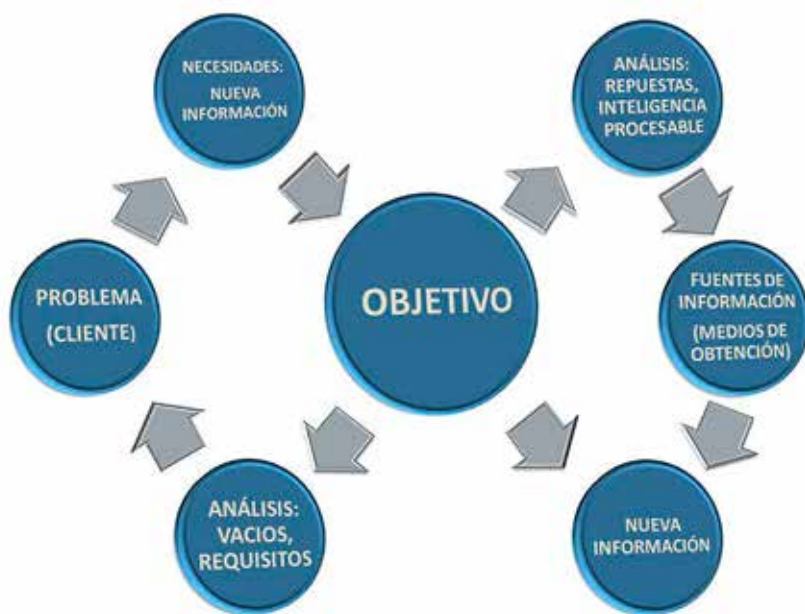 NECESIDADES:
NUEVA
INFORMACIÓN
ANÁLISIS:
REPUESTAS,
INTELIGENCIA
PROCESABLE
PROBLEMA
(CLIENTE)
OBJETIVO
FUENTES DE
INFORMACIÓN
(MEDIOS DE
OBTENCIÓN)
ANÁLISIS:
VACIOS,
REQUISITOS
NUEVA
INFORMACIÓN